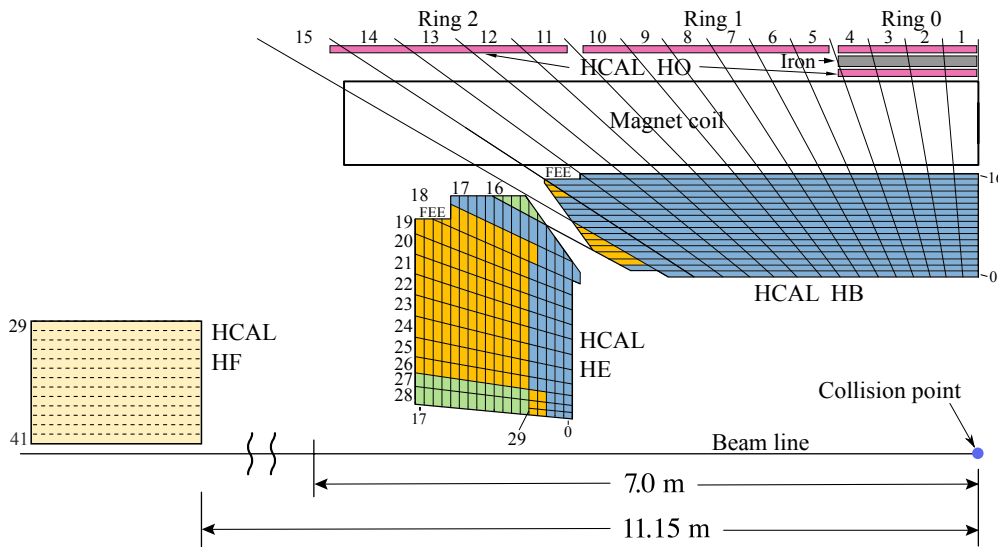 Ring 2 Ring 1 Ring 0
15 14 13 12 11 10 9 8 7 6 5 4 3 2 1
HCAL HO
Iron
Magnet coil
FEE
16
0
HCAL HB
18 17 16
FEE
19
20
21
22
23
24
25
26
27
28
17
29
0
HCAL
HE
29
41
HCAL
HF
Collision point
Beam line
7.0 m
11.15 m